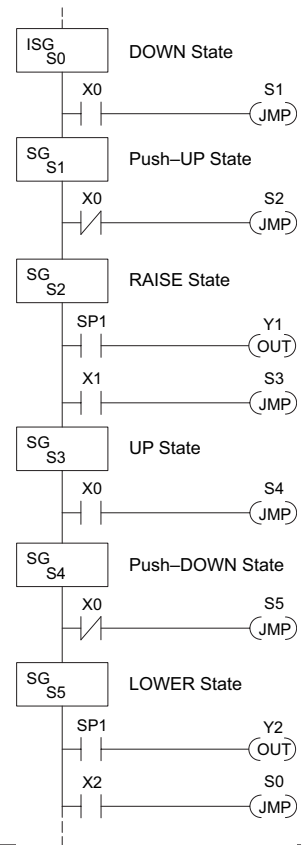 ISG
S0
DOWN State
X0
S1
JMP
SG
S1
Push–UP State
X0
S2
JMP
SG
S2
RAISE State
SP1
Y1
OUT
X1
S3
JMP
SG
S3
UP State
X0
S4
JMP
SG
S4
Push–DOWN State
X0
S5
JMP
SG
S5
LOWER State
SP1
Y2
OUT
X2
S0
JMP